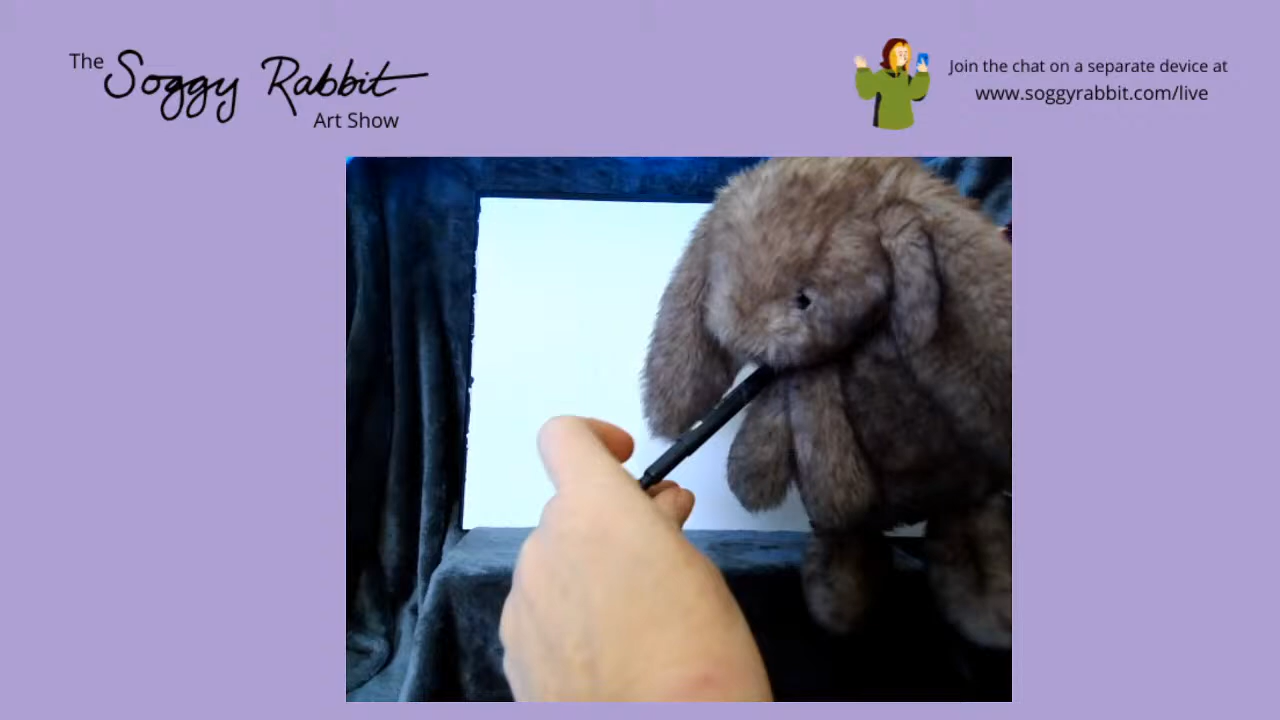 The Soggy Rabbit
Art Show
Join the chat on a separate device at
www.soggyrabbit.com/live